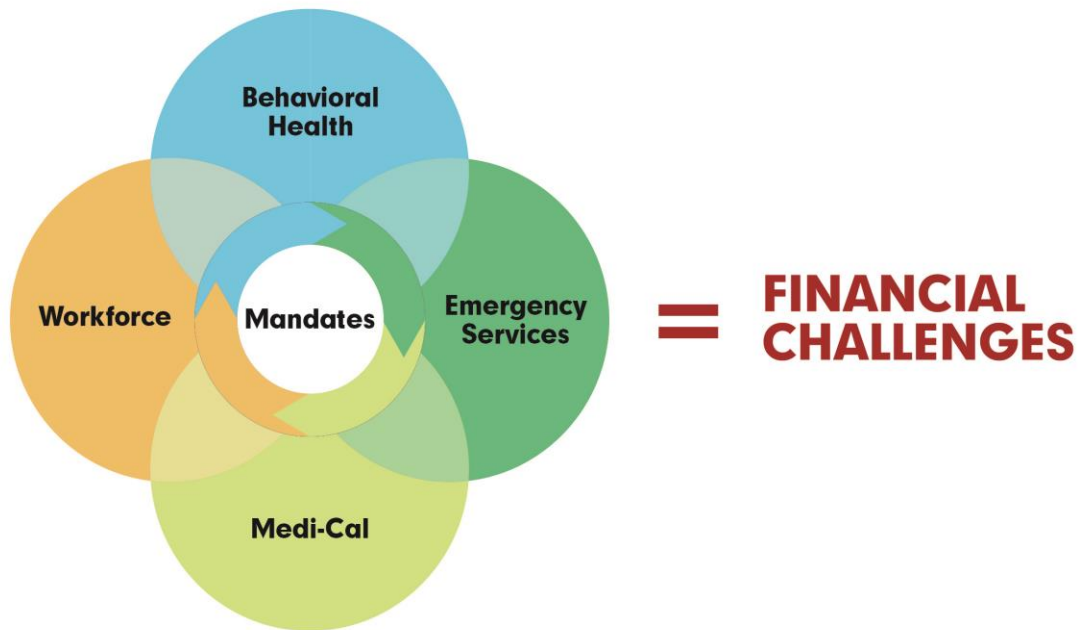 Behavioral
Health
Workforce
Mandates
Emergency
Services
Medi-Cal
=
FINANCIAL
CHALLENGES